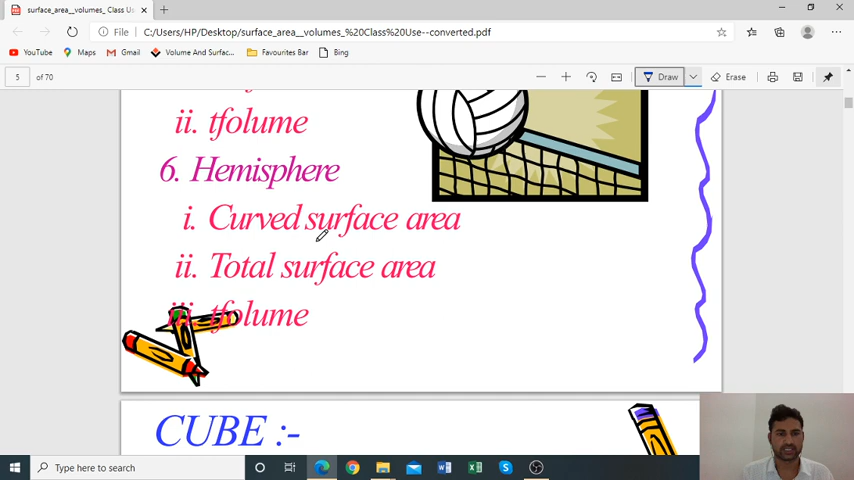 surface_area__volumes_ Class Us
File
C:/Users/HP/Desktop/surface_area__volumes_%20Class%20Use--converted.pdf
YouTube
Maps
Gmail
Volume And Surfac...
Favourites Bar
Bing
5
of 70
Draw
Erase
ii. tfolume
6. Hemisphere
i. Curved surface area
ii. Total surface area
iii. tfolume
CUBE :-
Type here to search